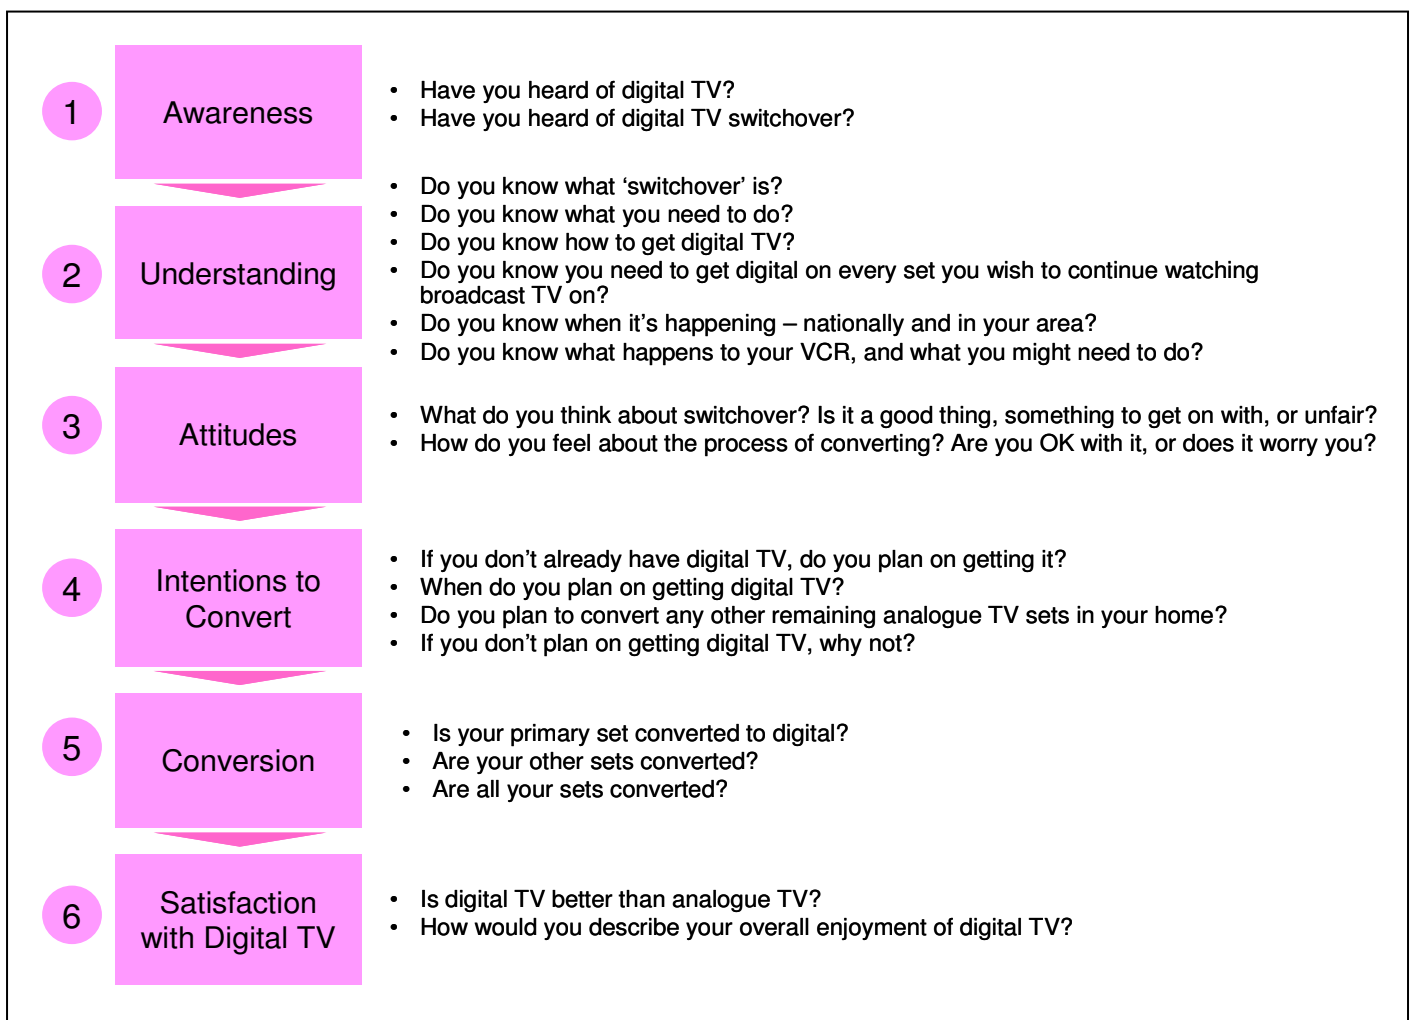 1
Awareness
• Have you heard of digital TV?
• Have you heard of digital TV switchover?
2
Understanding
• Do you know what ‘switchover’ is?
• Do you know what you need to do?
• Do you know how to get digital TV?
• Do you know you need to get digital on every set you wish to continue watching
broadcast TV on?
• Do you know when it’s happening – nationally and in your area?
• Do you know what happens to your VCR, and what you might need to do?
3
Attitudes
• What do you think about switchover? Is it a good thing, something to get on with, or unfair?
• How do you feel about the process of converting? Are you OK with it, or does it worry you?
4
Intentions to
Convert
• If you don’t already have digital TV, do you plan on getting it?
• When do you plan on getting digital TV?
• Do you plan to convert any other remaining analogue TV sets in your home?
• If you don’t plan on getting digital TV, why not?
5
Conversion
• Is your primary set converted to digital?
• Are your other sets converted?
• Are all your sets converted?
6
Satisfaction
with Digital TV
• Is digital TV better than analogue TV?
• How would you describe your overall enjoyment of digital TV?